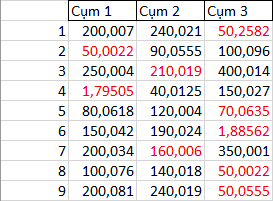 Cụm 1 Cụm 2 Cụm 3
1 200,007 240,021 50,2582
2 50,0022 90,0555 100,096
3 250,004 210,019 400,014
4 1,79505 40,0125 150,027
5 80,0618 120,004 70,0635
6 150,042 190,024 1,88562
7 200,034 160,006 350,001
8 100,076 140,018 50,0022
9 200,081 240,019 50,0555